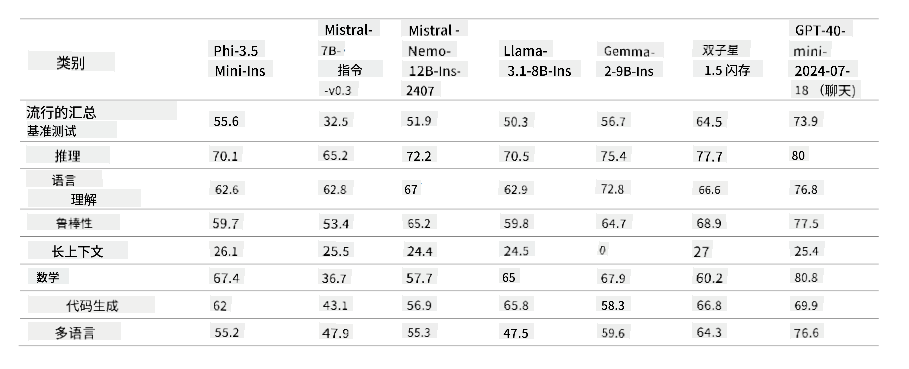 类别 Phi-3.5 Mini-Ins Mistral-7B-指令-v0.3 Mistral-Nemo-12B-Ins-2407 Llama-3.1-8B-Ins Gemma-2-9B-Ins 双子星 1.5 闪存 GPT-40-mini-2024-07-18（聊天）
流行的汇总基准测试 55.6 32.5 51.9 50.3 56.7 64.5 73.9
推理 70.1 65.2 72.2 70.5 75.4 77.7 80
语言理解 62.6 62.8 67 62.9 72.8 66.6 76.8
鲁棒性 59.7 53.4 65.2 59.8 64.7 68.9 77.5
长上下文 26.1 25.5 24.4 24.5 0 27 25.4
数学 67.4 36.7 57.7 65 67.9 60.2 80.8
代码生成 62 43.1 56.9 65.8 58.3 66.8 69.9
多语言 55.2 47.9 55.3 47.5 59.6 64.3 76.6